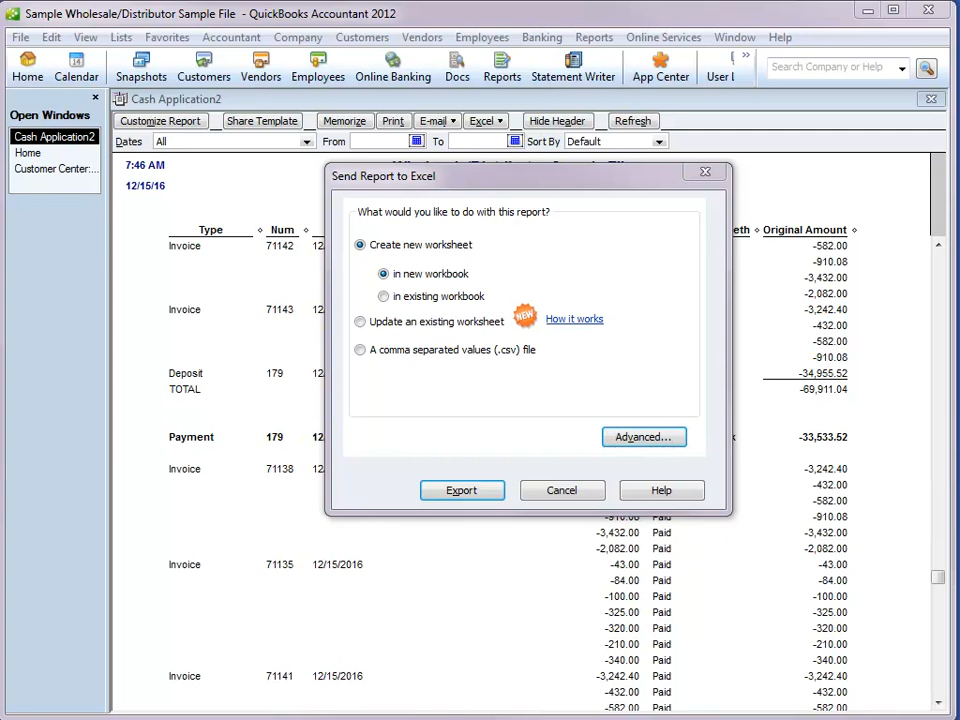 Sample Wholesale/Distributor Sample File - QuickBooks Accountant 2012
File Edit View Lists Favorites Accountant Company Customers Vendors Employees Banking Reports Online Services Window Help
Home Calendar Snapshots Customers Vendors Employees Online Banking Docs Reports Statement Writer App Center User L » Search Company or Help
Open Windows
Cash Application2
Home
Customer Center:...
Cash Application2
Customize Report Share Template Memorize Print E-mail Excel Hide Header Refresh
Dates All From To Sort By Default
7:46 AM
12/15/16
Type Num Original Amount
Invoice 71142 12 -582.00
-910.08
-3,432.00
-2,082.00
Invoice 71143 12 -3,242.40
-432.00
-582.00
-910.08
Deposit 179 12 -34,955.52
TOTAL -69,911.04
Payment 179 12 -33,533.52
Invoice 71138 12 -3,242.40
-432.00
-582.00
-910.08 Paid -910.08
-3,432.00 Paid -3,432.00
-2,082.00 Paid -2,082.00
Invoice 71135 12/15/2016 -43.00 Paid -43.00
-84.00 Paid -84.00
-100.00 Paid -100.00
-325.00 Paid -325.00
-320.00 Paid -320.00
-210.00 Paid -210.00
-340.00 Paid -340.00
Invoice 71141 12/15/2016 -3,242.40 Paid -3,242.40
-432.00 Paid -432.00
-582.00 Paid -582.00
Send Report to Excel
What would you like to do with this report?
Create new worksheet
in new workbook
in existing workbook
Update an existing worksheet NEW How it works
A comma separated values (.csv) file
Advanced...
Export Cancel Help